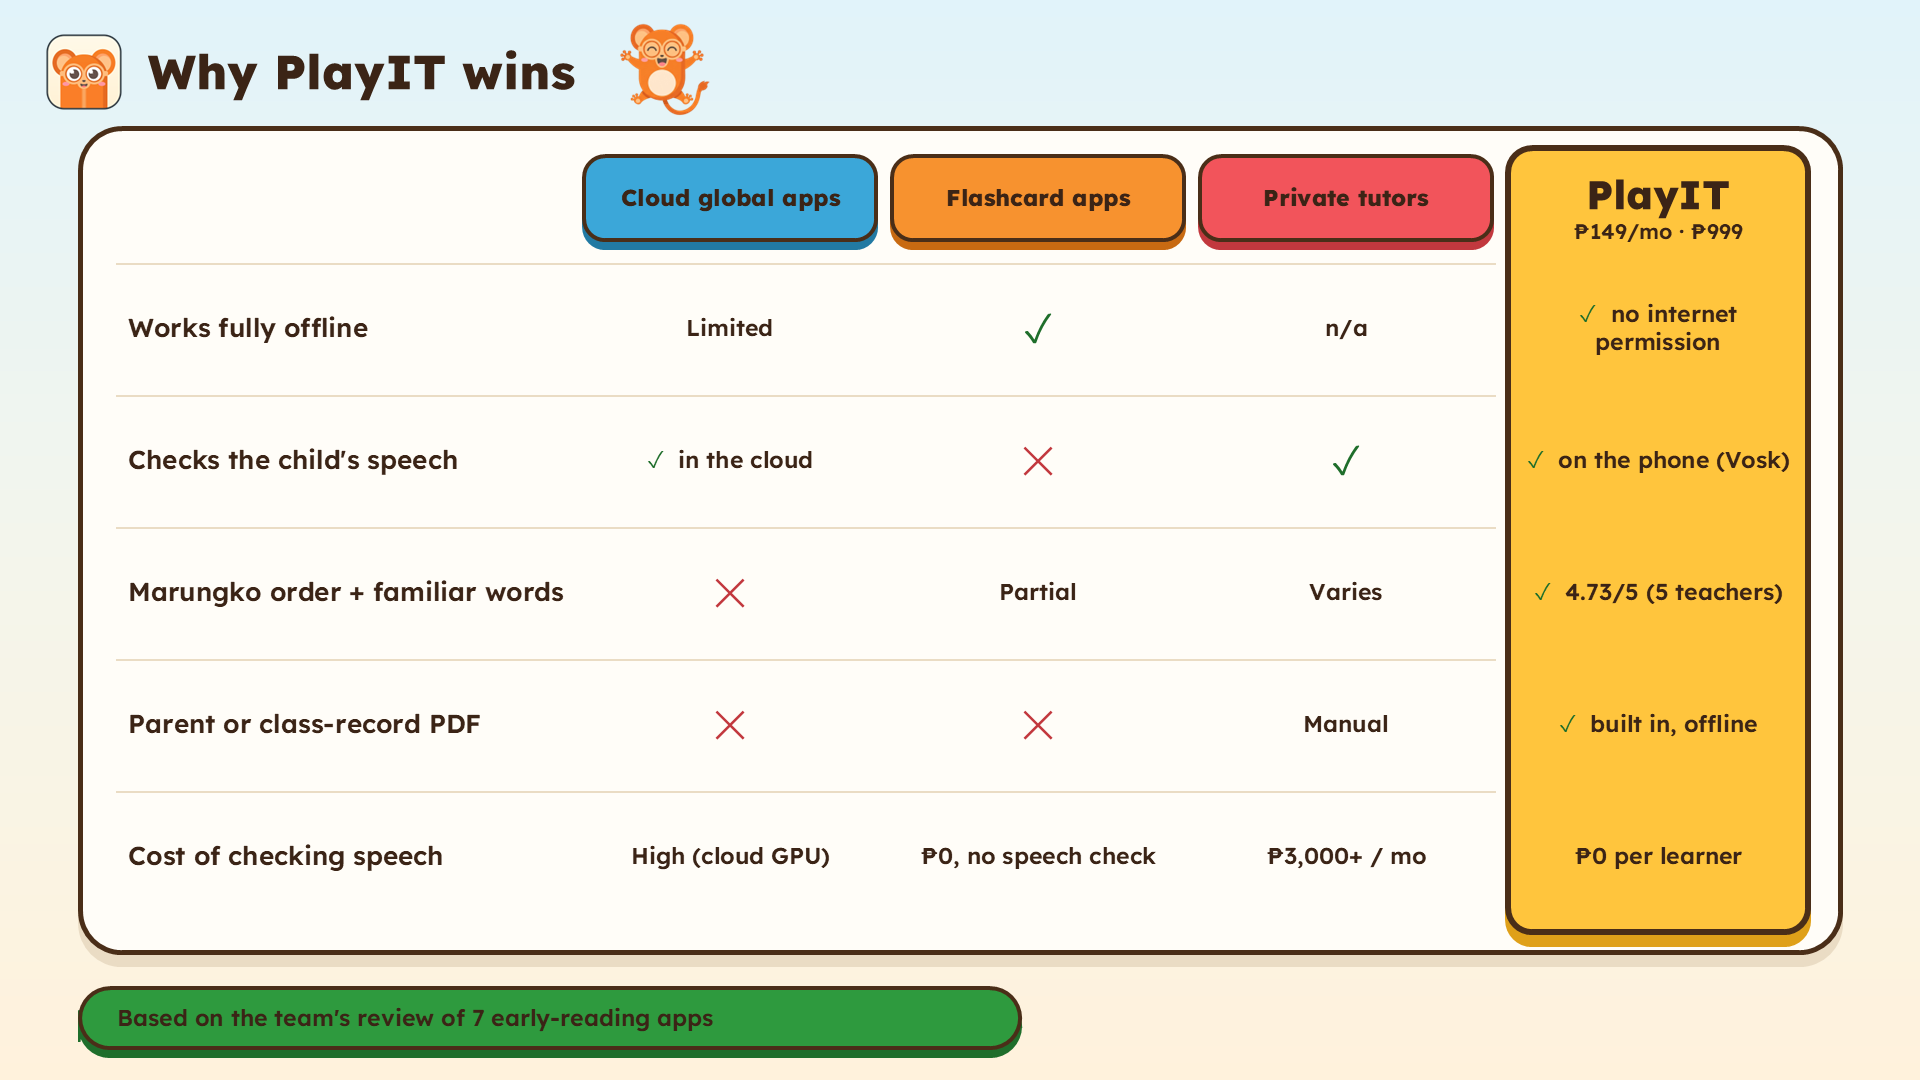 Why PlayIT wins
Cloud global apps
Flashcard apps
Private tutors
PlayIT
₱149/mo · ₱999
Works fully offline
Limited
✓
n/a
✓ no internet
permission
Checks the child's speech
✓ in the cloud
✕
✓
✓ on the phone (Vosk)
Marungko order + familiar words
✕
Partial
Varies
✓ 4.73/5 (5 teachers)
Parent or class-record PDF
✕
✕
Manual
✓ built in, offline
Cost of checking speech
High (cloud GPU)
₱0, no speech check
₱3,000+ / mo
₱0 per learner
Based on the team's review of 7 early-reading apps